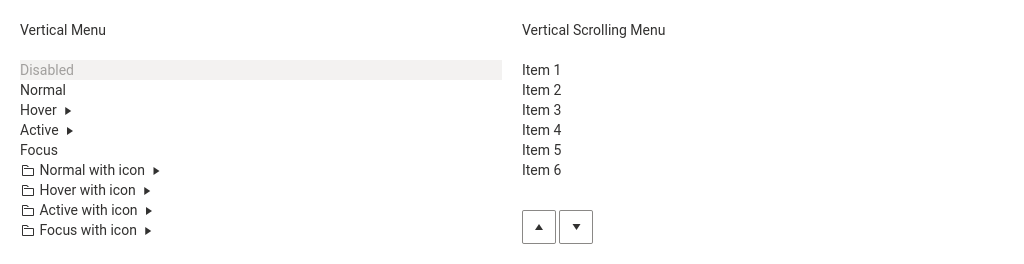 Vertical Menu
Disabled
Normal
Hover
Active
Focus
Normal with icon
Hover with icon
Active with icon
Focus with icon
Vertical Scrolling Menu
Item 1
Item 2
Item 3
Item 4
Item 5
Item 6